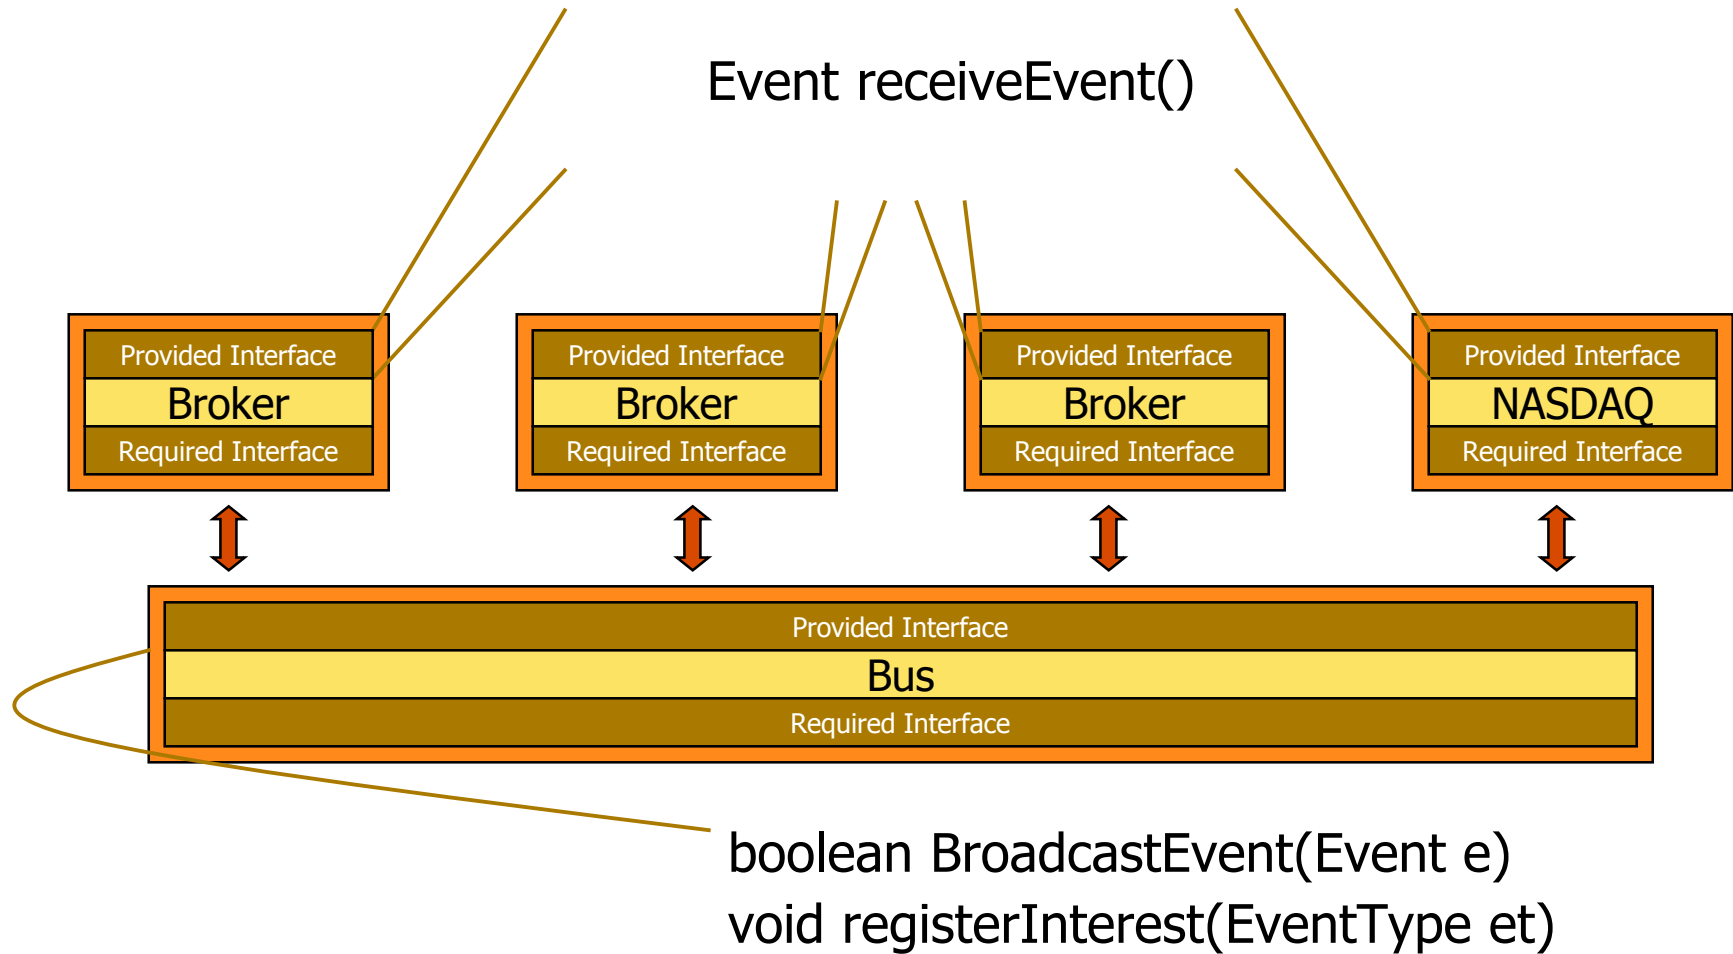 Event receiveEvent()
Provided Interface
Broker
Required Interface
Provided Interface
Broker
Required Interface
Provided Interface
Broker
Required Interface
Provided Interface
NASDAQ
Required Interface
Provided Interface
Bus
Required Interface
boolean BroadcastEvent(Event e)
void registerInterest(EventType et)